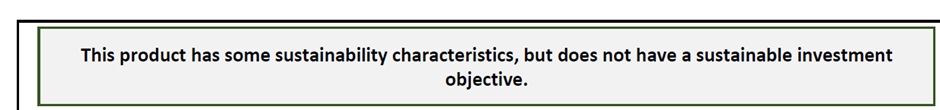 This product has some sustainability characteristics, but does not have a sustainable investment
objective.